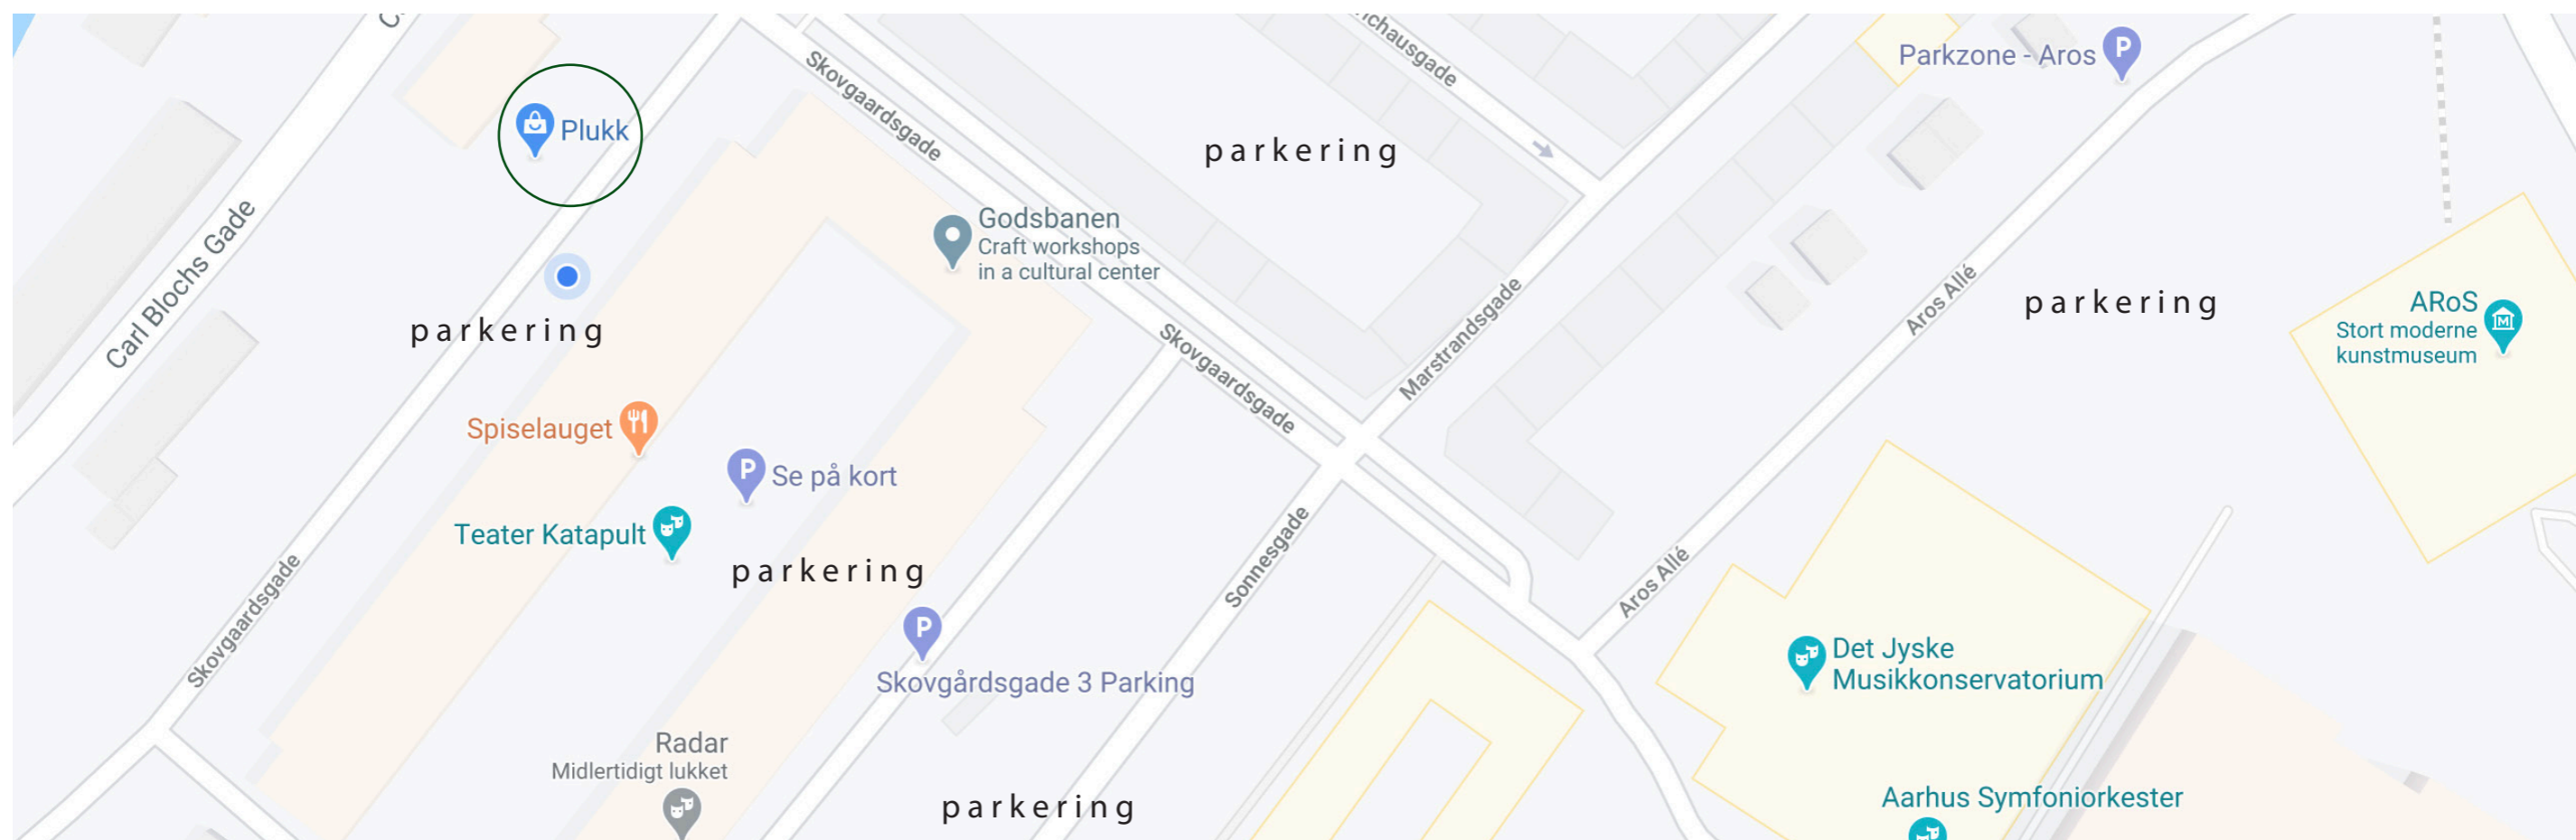 Parkzone - Aros
P
Skovgaardsgade
ichausgade
Plukk
parkering
Godsbanen
Craft workshops
in a cultural center
Carl Blochs Gade
parkering
Marstrandsgade
Aros Allé
parkering
ARoS
Stort moderne
kunstmuseum
M
Skovgaardsgade
Spiselauget
P
Se på kort
Teater Katapult
parkering
Sonnesgade
Aros Allé
Skovgaardsgade
P
Skovgårdsgade 3 Parking
Det Jyske
Musikkonservatorium
Radar
Midlertidigt lukket
parkering
Aarhus Symfoniorkester